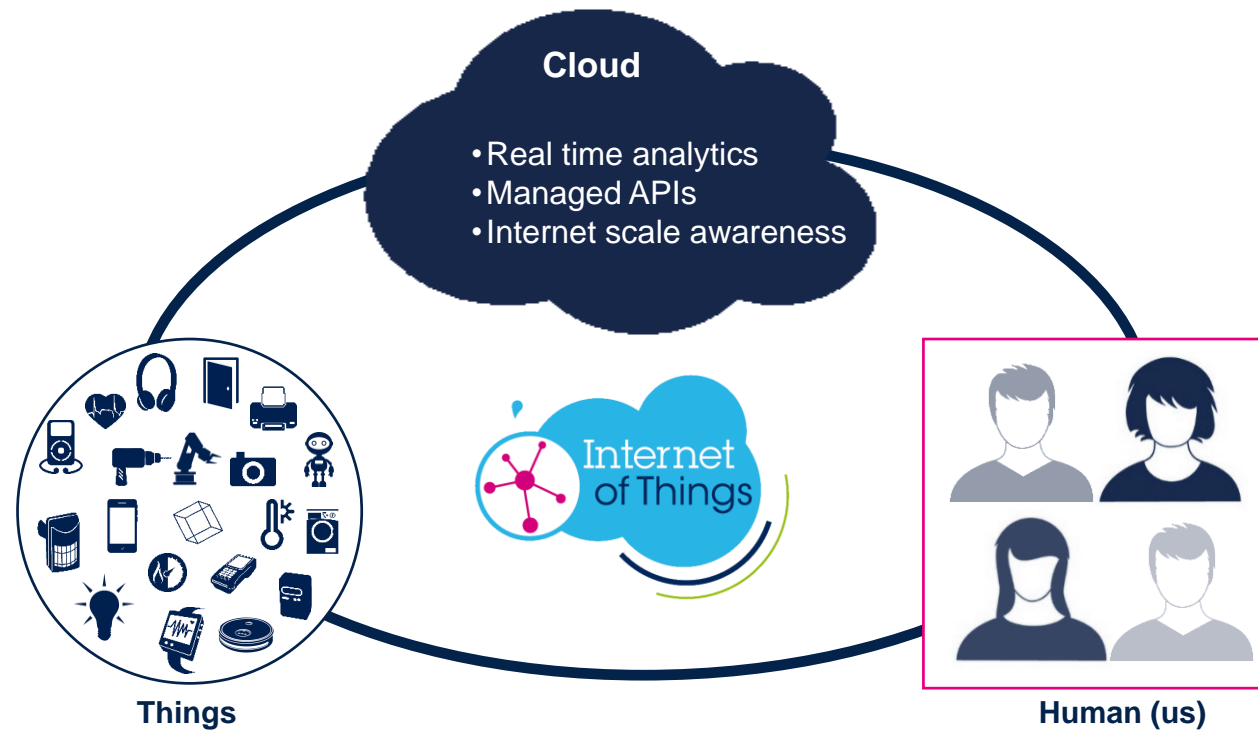 Cloud
•Real time analytics
•Managed APIs
•Internet scale awareness
Internet
of Things
Things
Human (us)